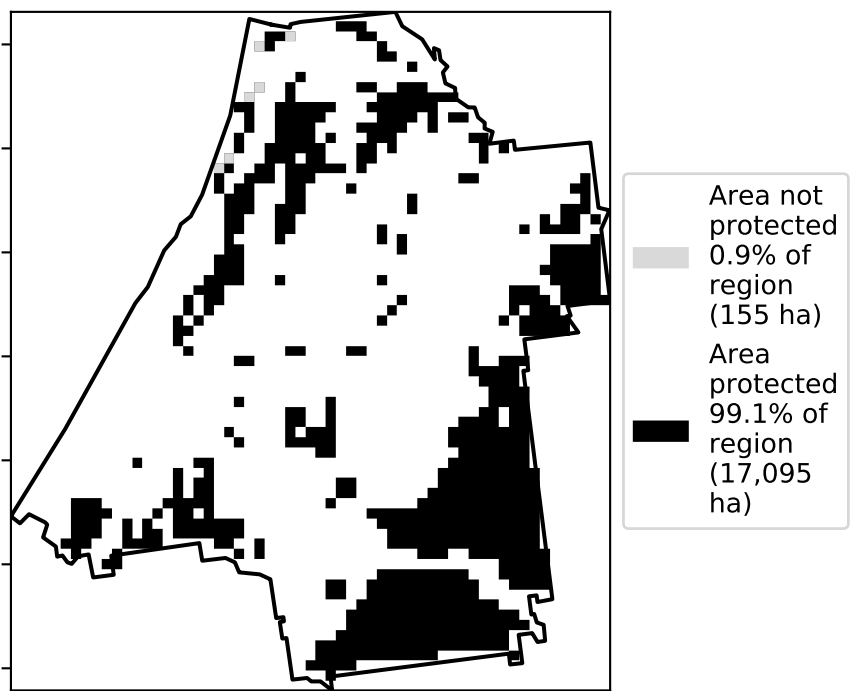 Area not
protected
0.9% of
region
(155 ha)
Area
protected
99.1% of
region
(17,095
ha)